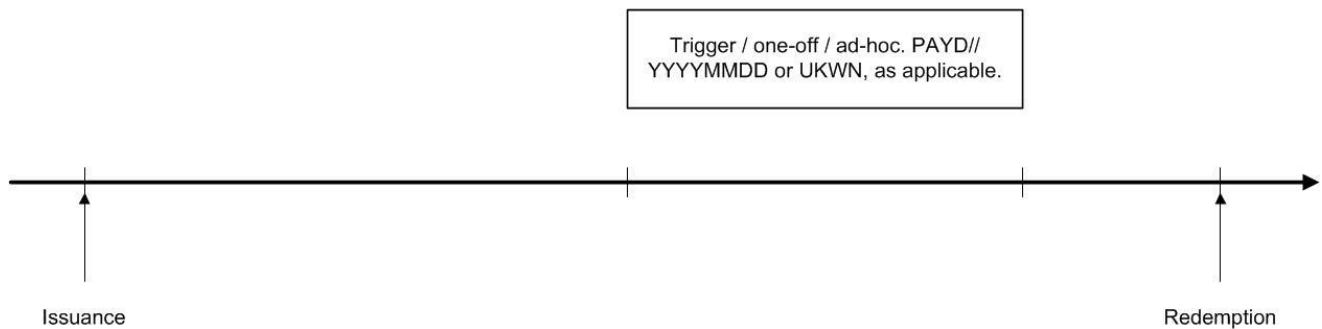 Trigger / one-off / ad-hoc. PAYD//
YYYYMMDD or UKWN, as applicable.
Issuance
Redemption